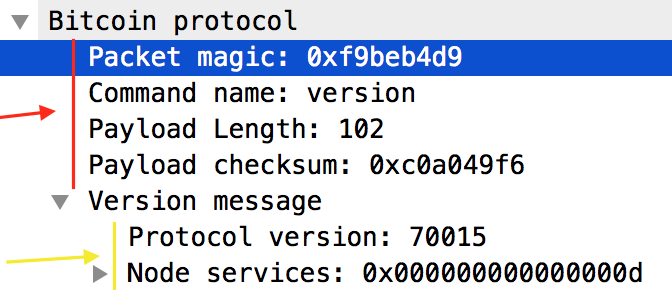 Bitcoin protocol
Packet magic: 0xf9beb4d9
Command name: version
Payload Length: 102
Payload checksum: 0xc0a049f6
Version message
Protocol version: 70015
Node services: 0x000000000000000d